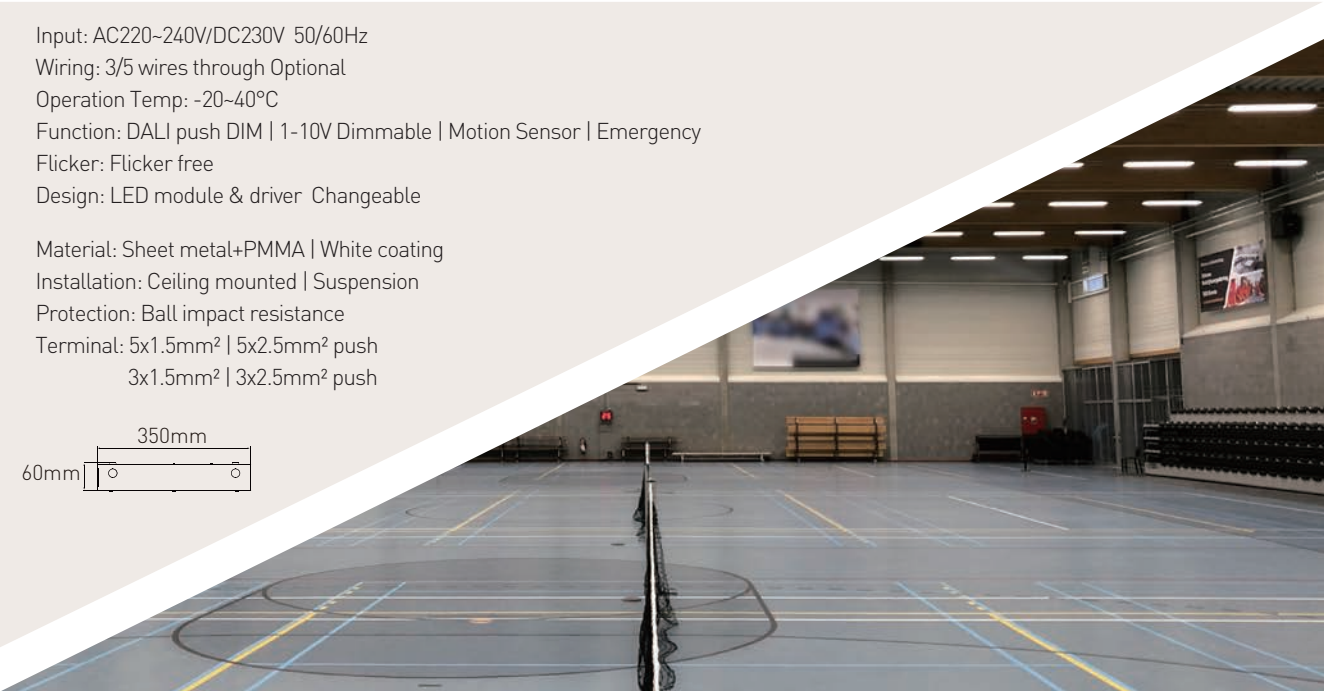 Input: AC220~240V/DC230V 50/60Hz
Wiring: 3/5 wires through Optional
Operation Temp: -20~40°C
Function: DALI push DIM | 1-10V Dimmable | Motion Sensor | Emergency
Flicker: Flicker free
Design: LED module & driver Changeable
Material: Sheet metal+PMMA | White coating
Installation: Ceiling mounted | Suspension
Protection: Ball impact resistance
Terminal: 5x1.5mm² | 5x2.5mm² push
3x1.5mm² | 3x2.5mm² push
350mm
60mm